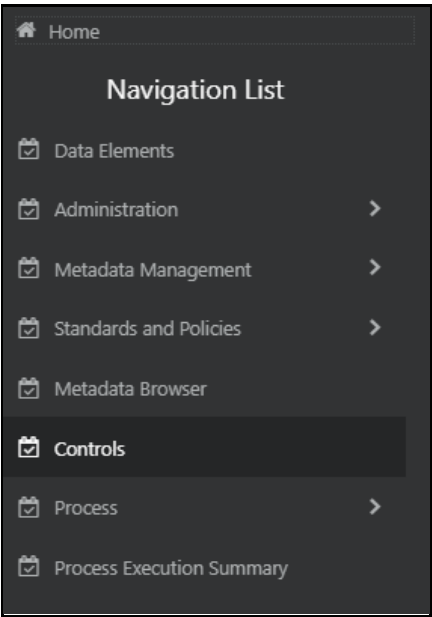 Home
Navigation List
Data Elements
Administration
Metadata Management
Standards and Policies
Metadata Browser
Controls
Process
Process Execution Summary